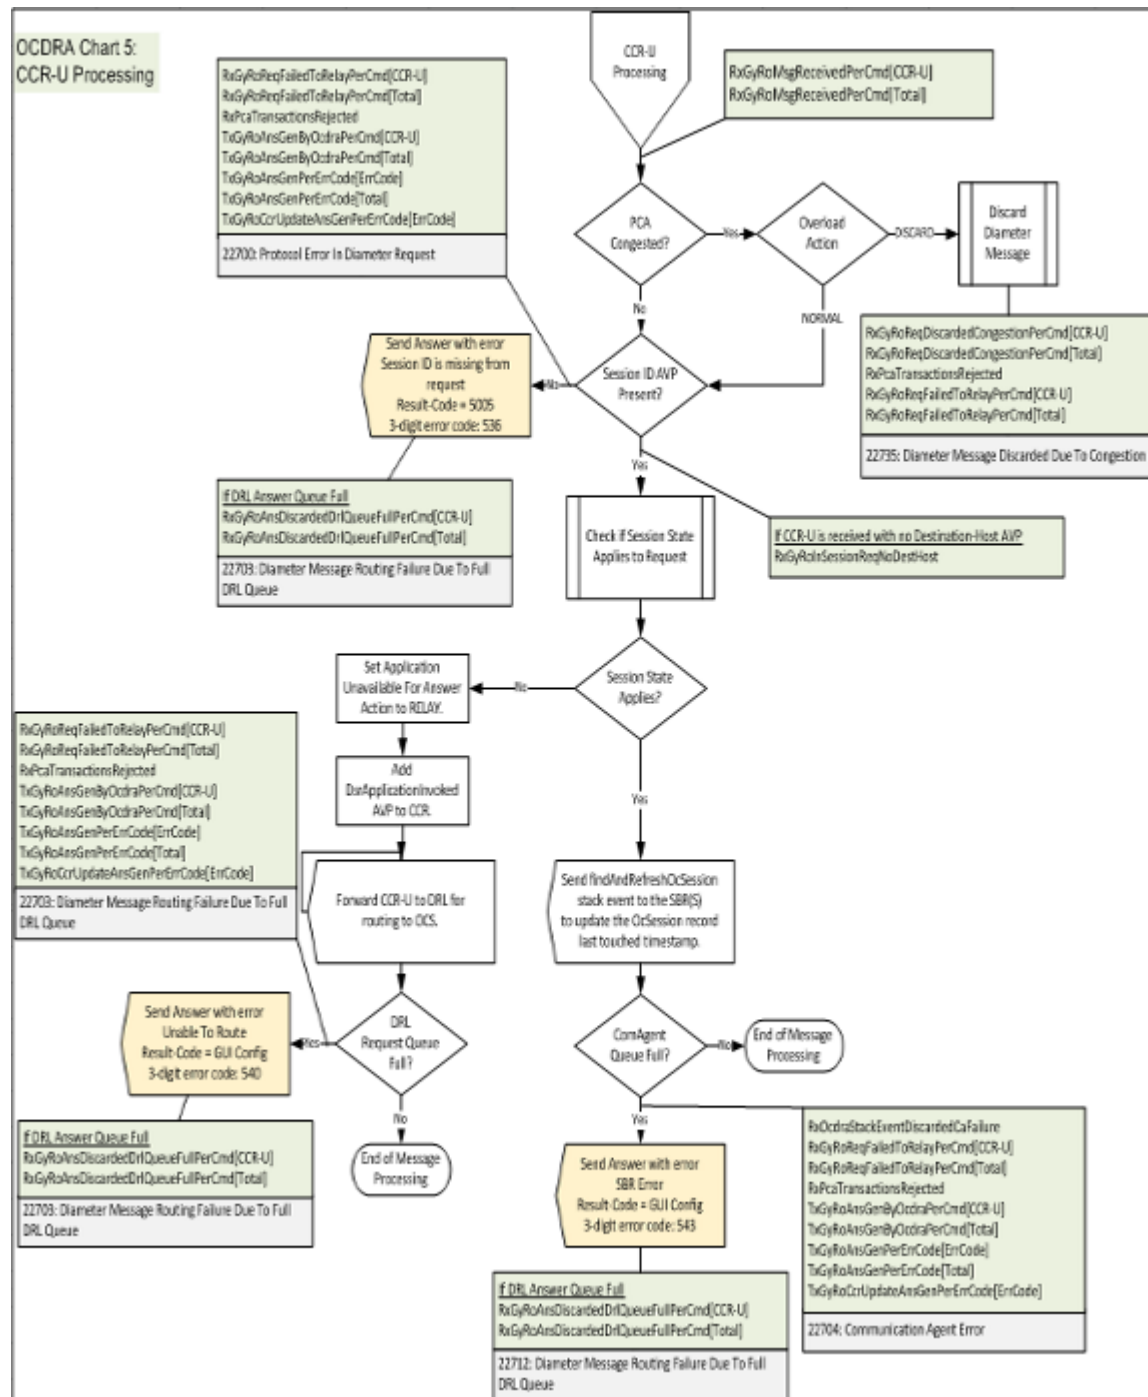 OCDRA Chart 5:
CCR-U Processing
CCR-U
Processing
RxGyRoMsgReceivedPerCmd[CCR-U]
RxGyRoMsgReceivedPerCmd[Total]
RxGyRoReqFailedToRelayPerCmd[CCR-U]
RxGyRoReqFailedToRelayPerCmd[Total]
RxPcaTransactionsRejected
TxGyRoAnsGenByOcdraPerCmd[CCR-U]
TxGyRoAnsGenByOcdraPerCmd[Total]
TxGyRoAnsGenPerErrCode[ErrCode]
TxGyRoAnsGenPerErrCode[Total]
TxGyRoCcrUpdateAnsGenPerErrCode[ErrCode]
22700: Protocol Error In Diameter Request
PCA
Congested?
Yes
Overload
Action
DISCARD
Discard
Diameter
Message
No
NORMAL
RxGyRoReqDiscardedCongestionPerCmd[CCR-U]
RxGyRoReqDiscardedCongestionPerCmd[Total]
RxPcaTransactionsRejected
RxGyRoReqFailedToRelayPerCmd[CCR-U]
RxGyRoReqFailedToRelayPerCmd[Total]
22735: Diameter Message Discarded Due To Congestion
Send Answer with error
Session ID is missing from
request
Result-Code = 5005
3-digit error code: 536
No
Session ID AVP
Present?
Yes
If DRL Answer Queue Full
RxGyRoAnsDiscardedDrlQueueFullPerCmd[CCR-U]
RxGyRoAnsDiscardedDrlQueueFullPerCmd[Total]
22703: Diameter Message Routing Failure Due To Full
DRL Queue
Check if Session State
Applies to Request
If CCR-U is received with no Destination-Host AVP
RxGyRoInSessionReqNoDestHost
Set Application
Unavailable For Answer
Action to RELAY.
No
Session State
Applies?
RxGyRoReqFailedToRelayPerCmd[CCR-U]
RxGyRoReqFailedToRelayPerCmd[Total]
RxPcaTransactionsRejected
TxGyRoAnsGenByOcdraPerCmd[CCR-U]
TxGyRoAnsGenByOcdraPerCmd[Total]
TxGyRoAnsGenPerErrCode[ErrCode]
TxGyRoAnsGenPerErrCode[Total]
TxGyRoCcrUpdateAnsGenPerErrCode[ErrCode]
22703: Diameter Message Routing Failure Due To Full
DRL Queue
Add
DsrApplicationInvoked
AVP to CCR.
Yes
Forward CCR-U to DRL for
routing to OCS.
Send findAndRefreshOcSession
stack event to the SBR(S)
to update the OcSession record
last touched timestamp.
Send Answer with error
Unable To Route
Result-Code = GUI Config
3-digit error code: 540
Yes
DRL
Request Queue
Full?
ComAgent
Queue Full?
No
End of Message
Processing
No
Yes
If DRL Answer Queue Full
RxGyRoAnsDiscardedDrlQueueFullPerCmd[CCR-U]
RxGyRoAnsDiscardedDrlQueueFullPerCmd[Total]
22703: Diameter Message Routing Failure Due To Full
DRL Queue
End of Message
Processing
Send Answer with error
SBR Error
Result-Code = GUI Config
3-digit error code: 543
RxOcdraStackEventDiscardedCaFailure
RxGyRoReqFailedToRelayPerCmd[CCR-U]
RxGyRoReqFailedToRelayPerCmd[Total]
RxPcaTransactionsRejected
TxGyRoAnsGenByOcdraPerCmd[CCR-U]
TxGyRoAnsGenByOcdraPerCmd[Total]
TxGyRoAnsGenPerErrCode[ErrCode]
TxGyRoAnsGenPerErrCode[Total]
TxGyRoCcrUpdateAnsGenPerErrCode[ErrCode]
22704: Communication Agent Error
If DRL Answer Queue Full
RxGyRoAnsDiscardedDrlQueueFullPerCmd[CCR-U]
RxGyRoAnsDiscardedDrlQueueFullPerCmd[Total]
22712: Diameter Message Routing Failure Due To Full
DRL Queue